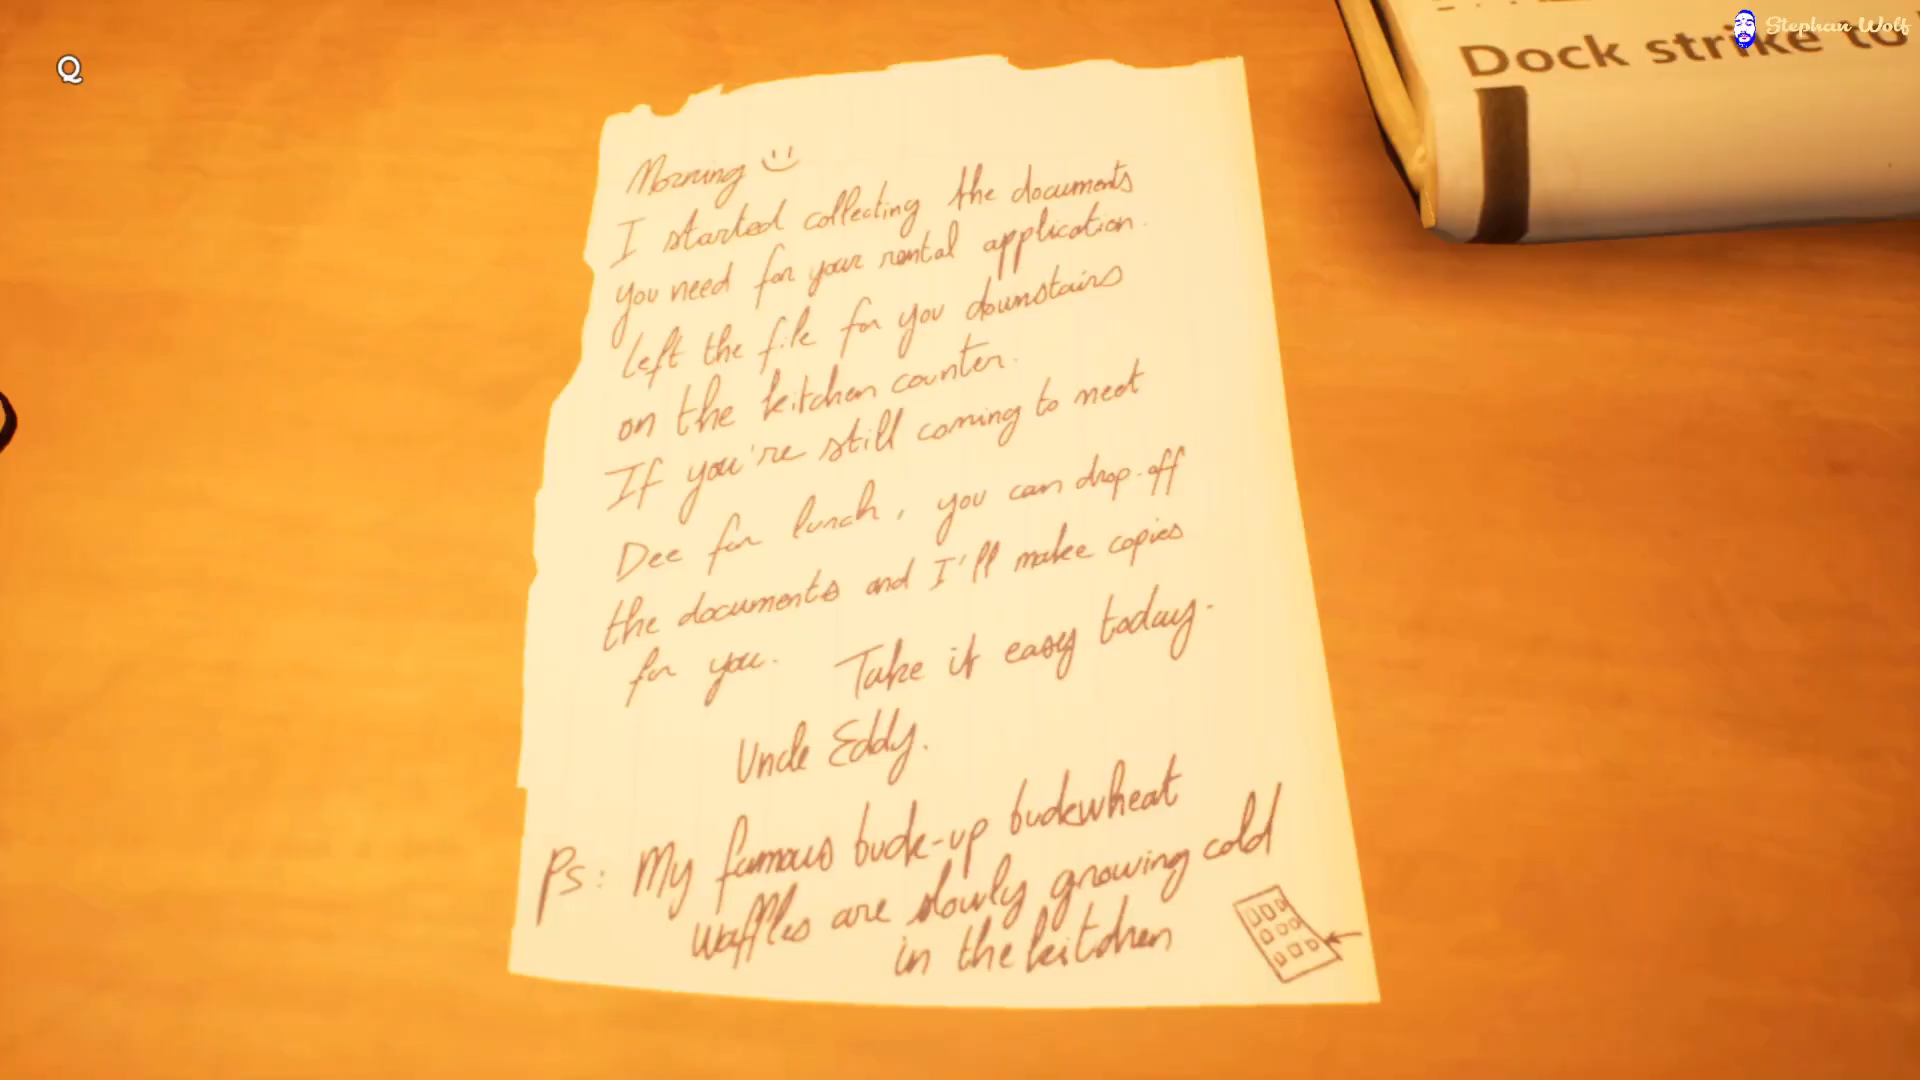 Q
Stephan Wolf
Dock strike to
Morning
I started collecting the documents
you need for your rental application.
Left the file for you downstairs
on the kitchen counter.
If you're still coming to meet
Dee for lunch, you can drop-off
the documents and I'll make copies
for you. Take it easy today.
Uncle Eddy.
Ps: My famous buck-up buckwheat
waffles are slowly growing cold
in the kitchen